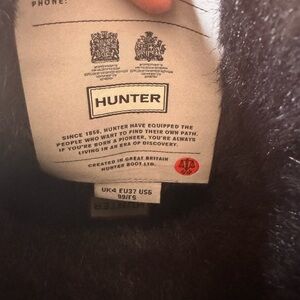 PHONE:
HUNTER
SINCE 1856, HUNTER HAVE EQUIPPED THE
PEOPLE WHO WANT TO FIND THEIR OWN PATH.
IF YOU'RE BORN A PIONEER, YOU'RE ALWAYS
LIVING IN AN ERA OF DISCOVERY.
CREATED IN GREAT BRITAIN
HUNTER BOOT LTD.
UK4 EU37 US6